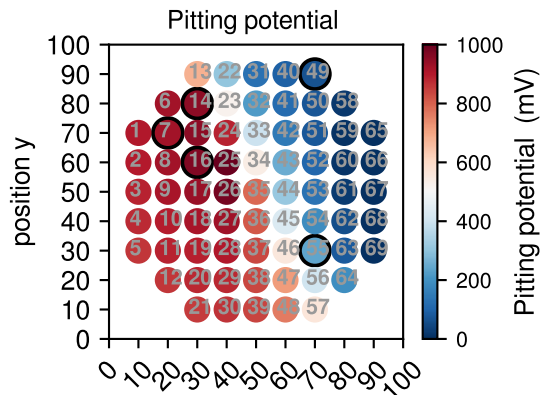 Pitting potential
100
90
80
70
60
50
40
30
20
10
0
position y
13 22 31 40 49
6 14 23 32 41 50 58
1 7 15 24 33 42 51 59 65
2 8 16 25 34 43 52 60 66
3 9 17 26 35 44 53 61 67
4 10 18 27 36 45 54 62 68
5 11 19 28 37 46 55 63 69
12 20 29 38 47 56 64
21 30 39 48 57
0 10 20 30 40 50 60 70 80 90 100
1000
800
600
400
200
0
Pitting potential (mV)